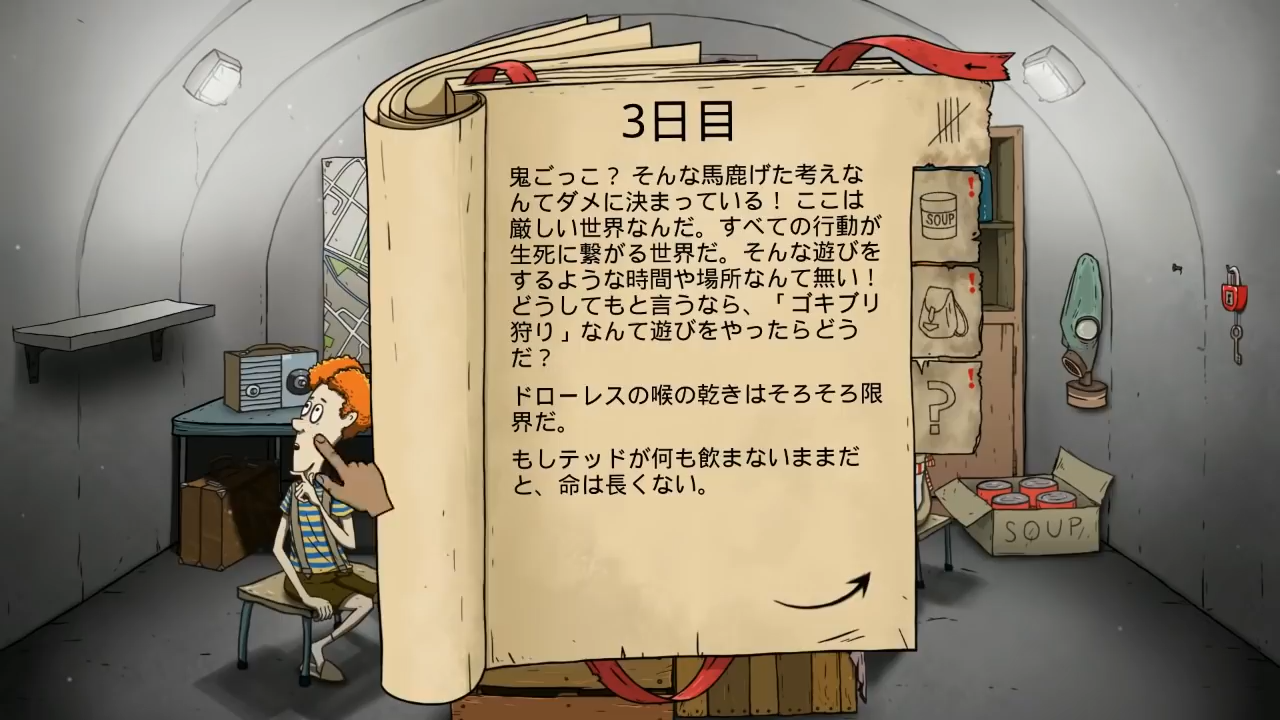 3日目
鬼ごっこ？ そんな馬鹿げた考えな
んてダメに決まっている！ ここは
厳しい世界なんだ。すべての行動が
生死に繋がる世界だ。そんな遊びを
するような時間や場所なんて無い！
どうしてもと言うなら、「ゴキブリ
狩り」なんて遊びをやったらどう
だ？
ドローレスの喉の乾きはそろそろ限
界だ。
もしテッドが何も飲まないままだ
と、命は長くない。
SOUP
!
!
?
!
SOUP